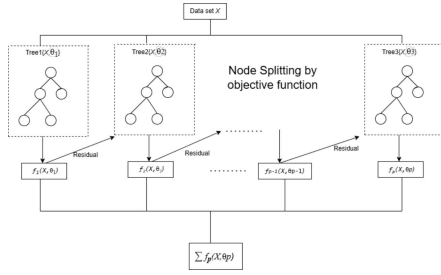 Data set X
Tree1(X,θ1)
Tree2(X,θ2)
Tree3(X,θ3)
Node Splitting by
objective function
Residual
Residual
Residual
f1(X,θ1)
f2(X,θ2)
fp-1(X,θp-1)
fp(X,θp)
∑ fp(X,θp)